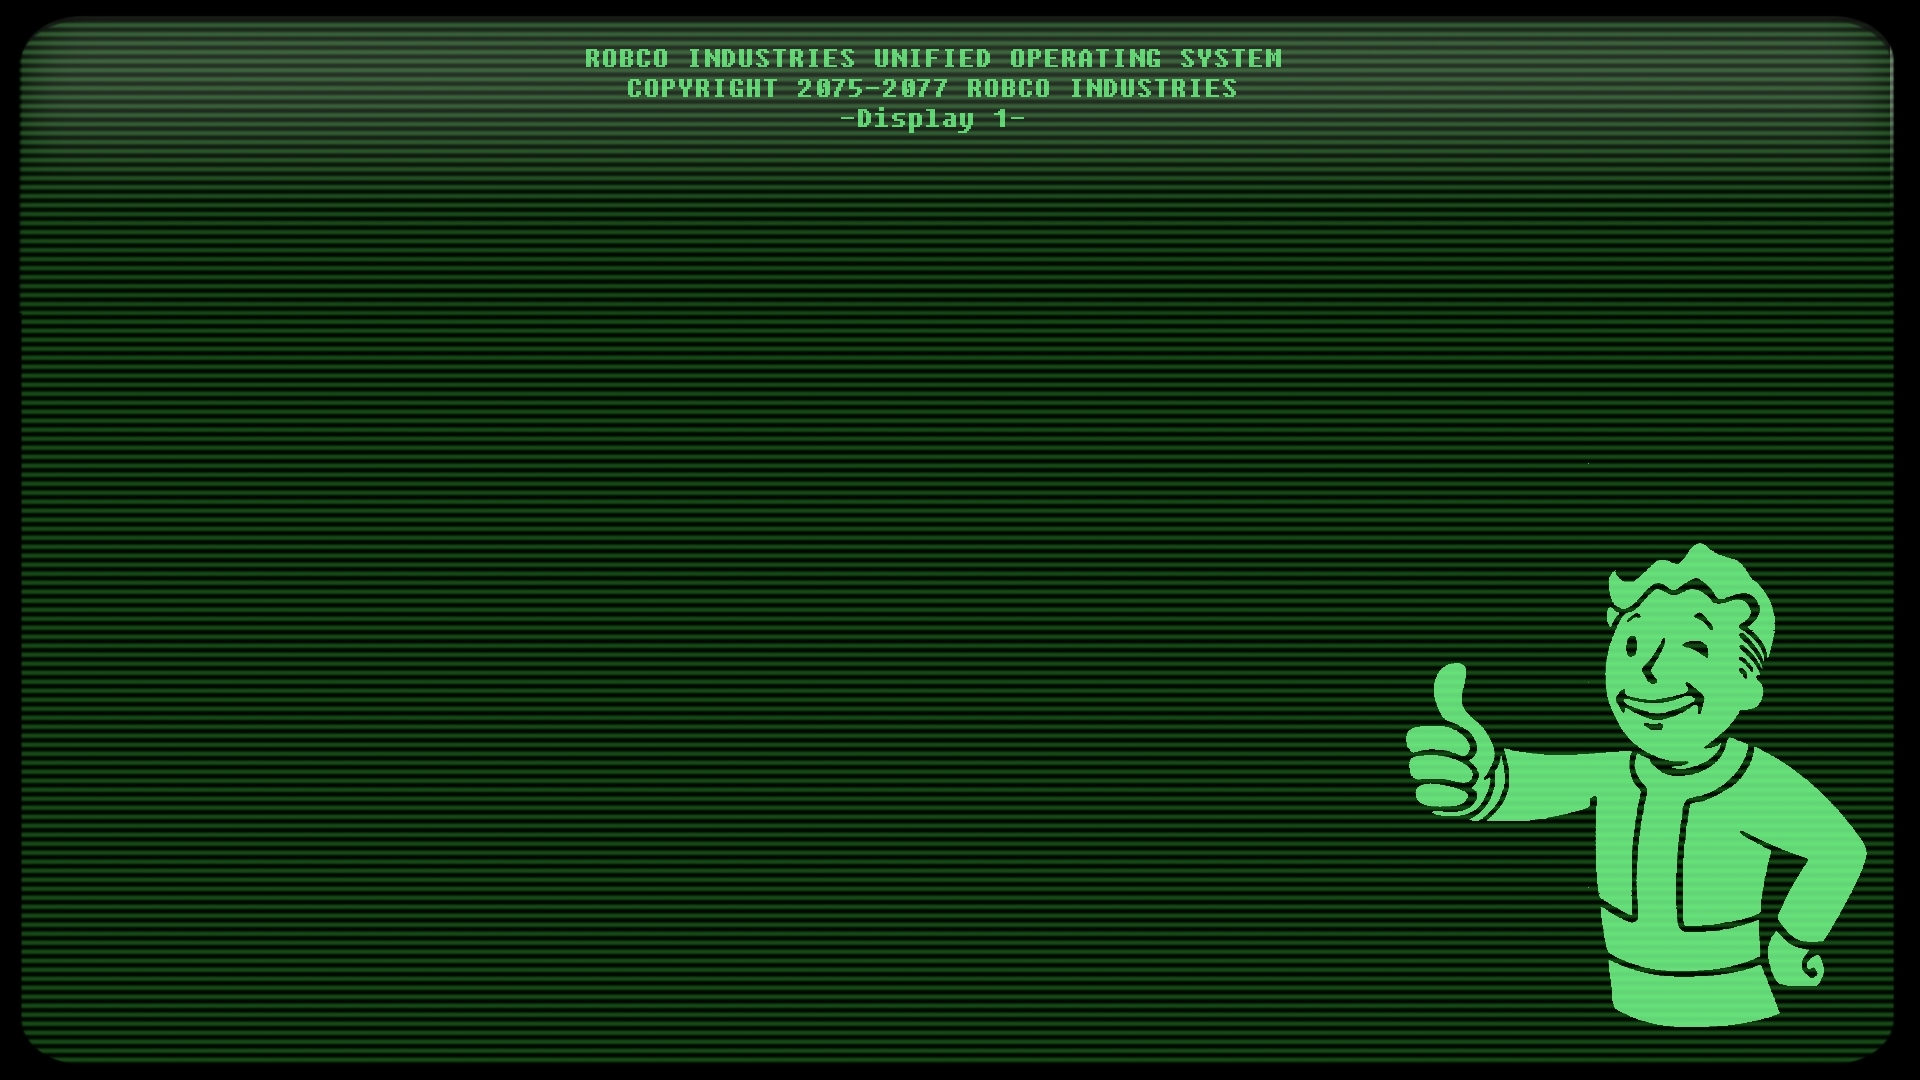 ROBCO INDUSTRIES UNIFIED OPERATING SYSTEM
COPYRIGHT 2075-2077 ROBCO INDUSTRIES
-Display 1-